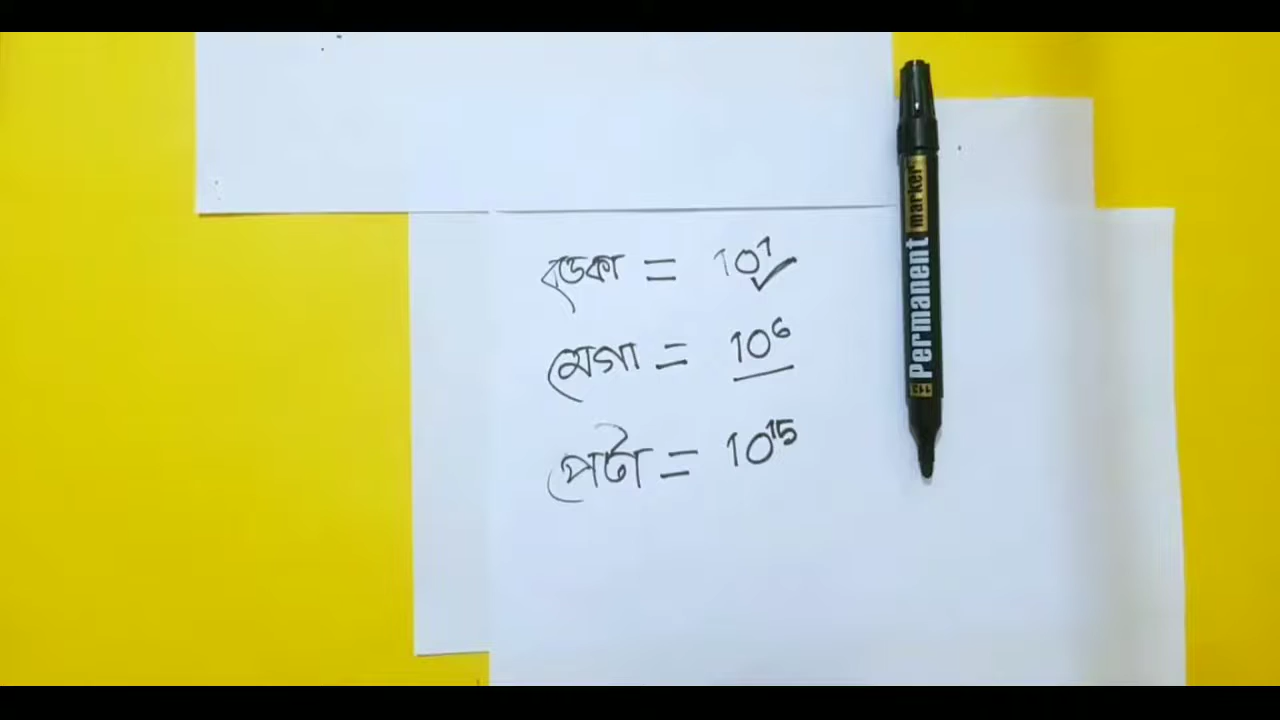 ডেকা = 10¹
মেগা = 10⁶
পেটা = 10¹⁵
Permanent marker